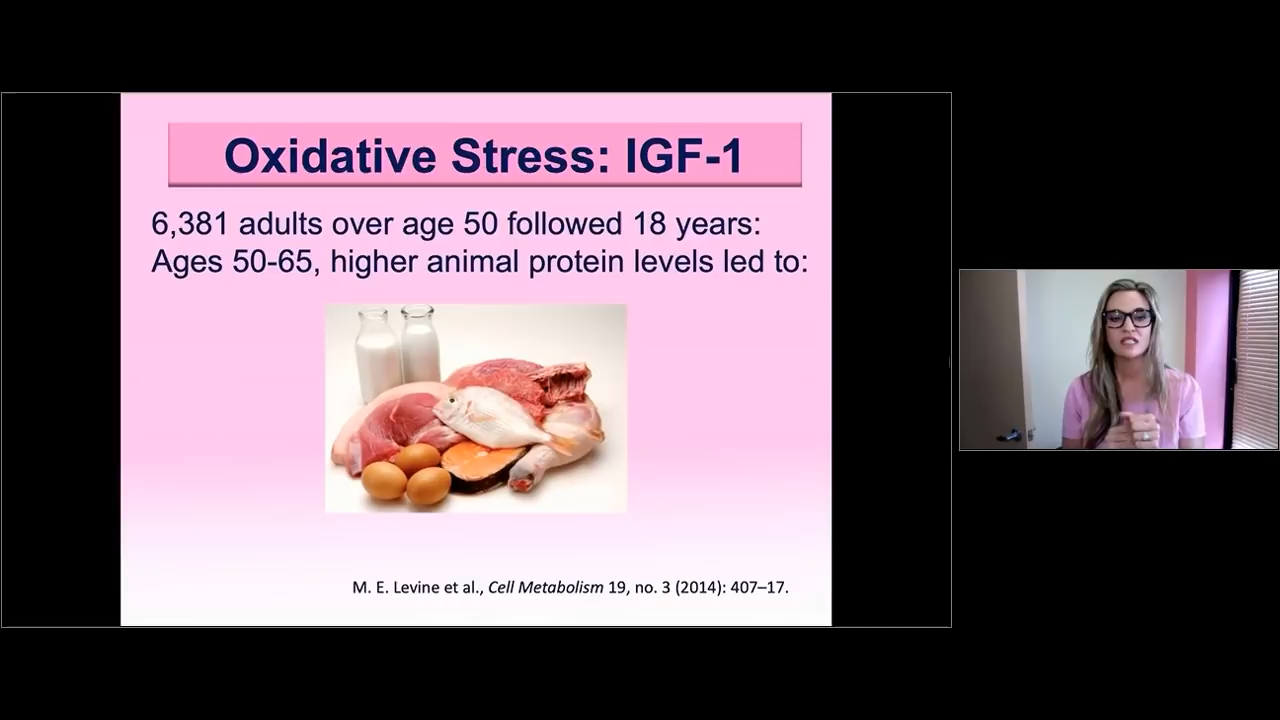 Oxidative Stress: IGF-1
6,381 adults over age 50 followed 18 years:
Ages 50-65, higher animal protein levels led to:
M. E. Levine et al., Cell Metabolism 19, no. 3 (2014): 407–17.